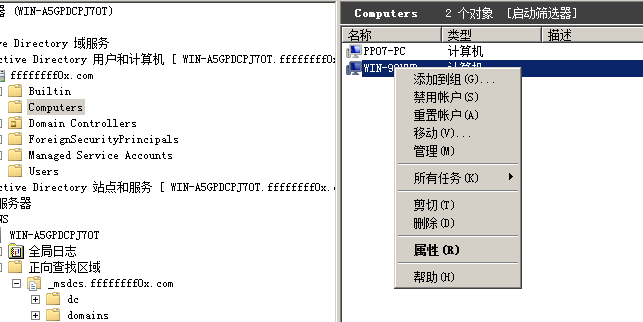 器 (WIN-A5GPDCPJ7OT)
ve Directory 域服务
ctive Directory 用户和计算机 [ WIN-A5GPDCPJ7OT.ffffffff0x.
ffffffff0x.com
Builtin
Computers
Domain Controllers
ForeignSecurityPrincipals
Managed Service Accounts
Users
ctive Directory 站点和服务 [ WIN-A5GPDCPJ7OT.ffffffff0x.c
服务器
NS
WIN-A5GPDCPJ7OT
全局日志
正向查找区域
_msdcs.ffffffff0x.com
dc
domains
Computers 2 个对象 [启动筛选器]
名称 类型 描述
PP07-PC 计算机
计算机
添加到组(G)...
禁用帐户(S)
重置帐户(A)
移动(V)...
管理(M)
所有任务(K)
剪切(T)
删除(D)
属性(R)
帮助(H)